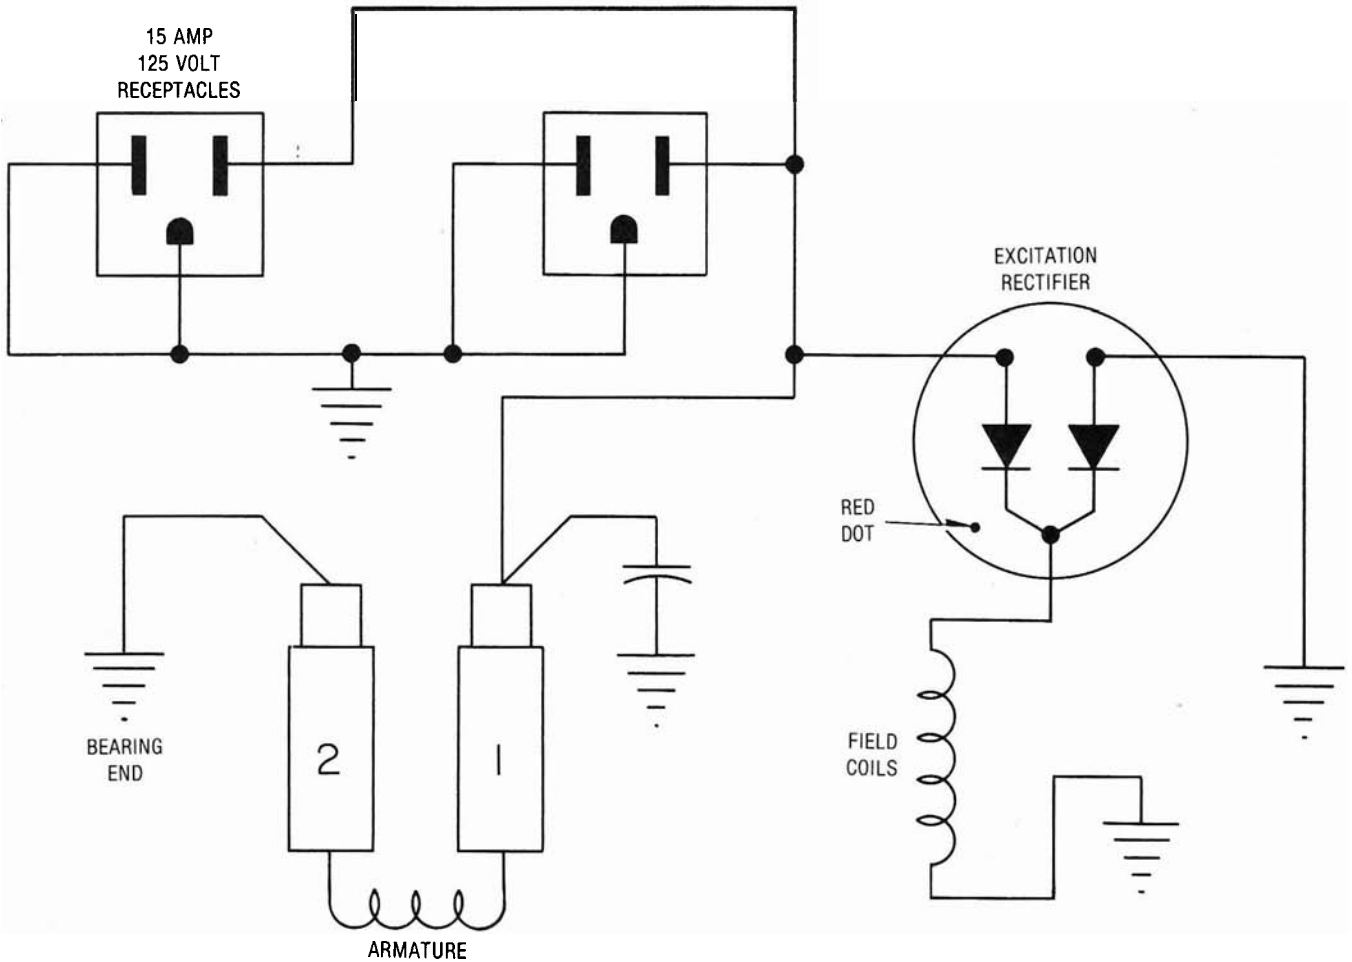 15 AMP
125 VOLT
RECEPTACLES
EXCITATION
RECTIFIER
RED
DOT
BEARING
END
2
1
FIELD
COILS
ARMATURE